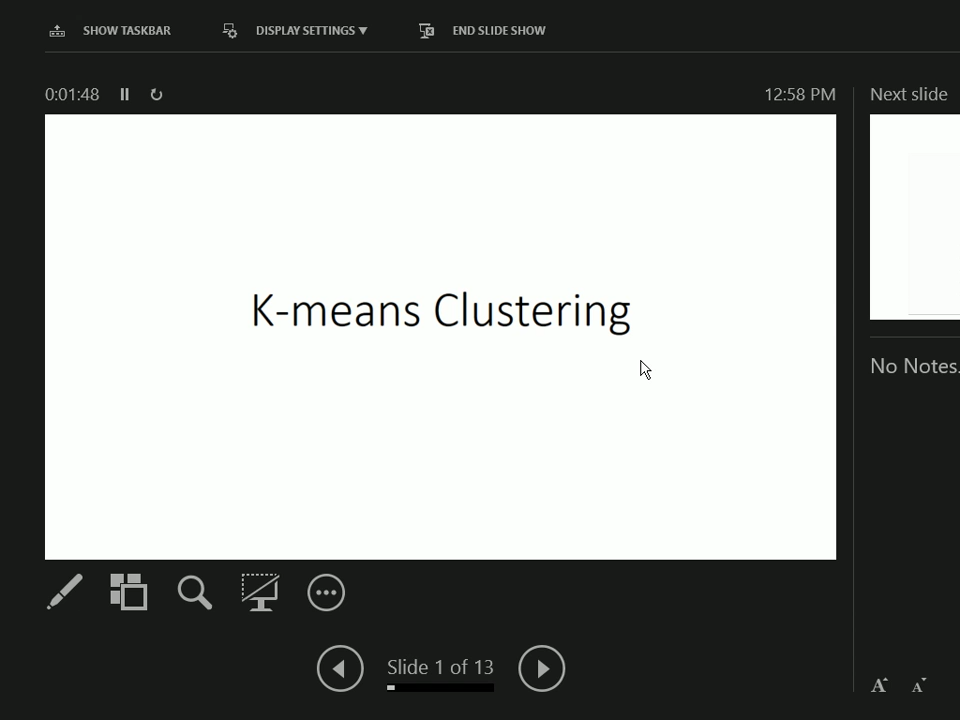 SHOW TASKBAR
DISPLAY SETTINGS ▼
END SLIDE SHOW
0:01:48
12:58 PM
Next slide
K-means Clustering
No Notes.
Slide 1 of 13
A
A